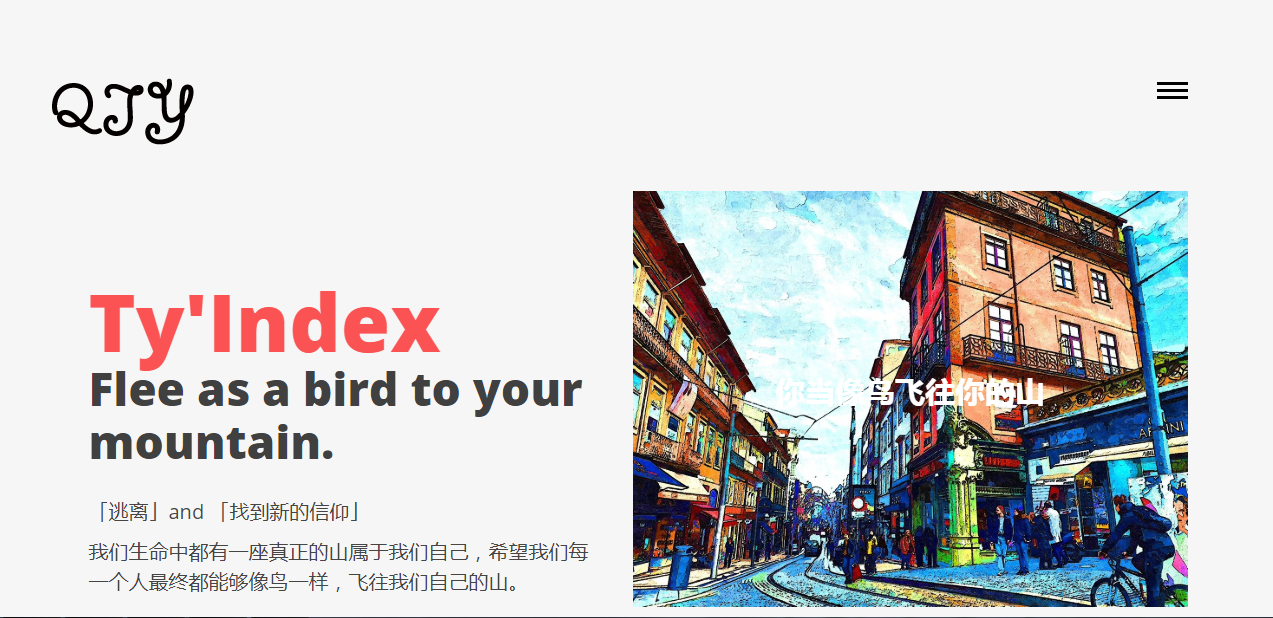 QTY
Ty'Index
Flee as a bird to your
mountain.
「逃离」and 「找到新的信仰」
我们生命中都有一座真正的山属于我们自己，希望我们每
一个人最终都能够像鸟一样，飞往我们自己的山。
你当像鸟飞往你的山